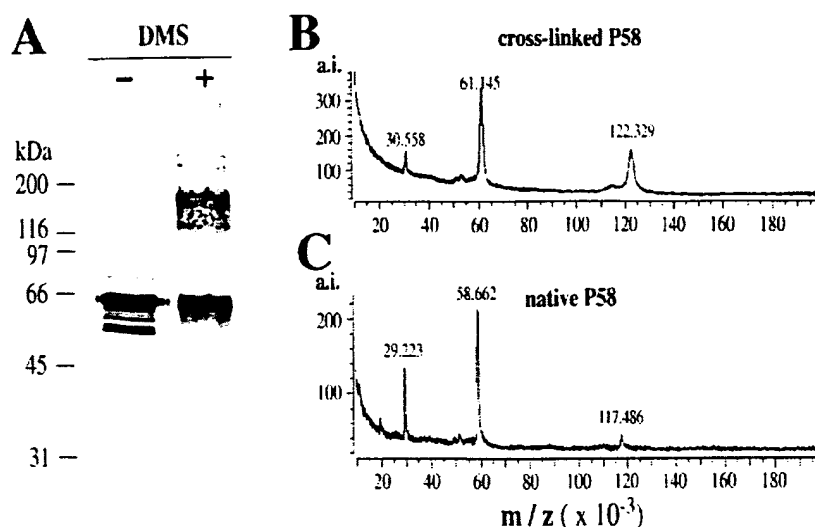 A
DMS
– +
kDa
200 –
116 –
97 –
66 –
45 –
31 –
B
cross-linked P58
a.i.
300
200
100
30.558
61.145
122.329
20 40 60 80 100 120 140 160 180
C
native P58
a.i.
200
100
29.223
58.662
117.486
20 40 60 80 100 120 140 160 180
m / z ( x 10-3)